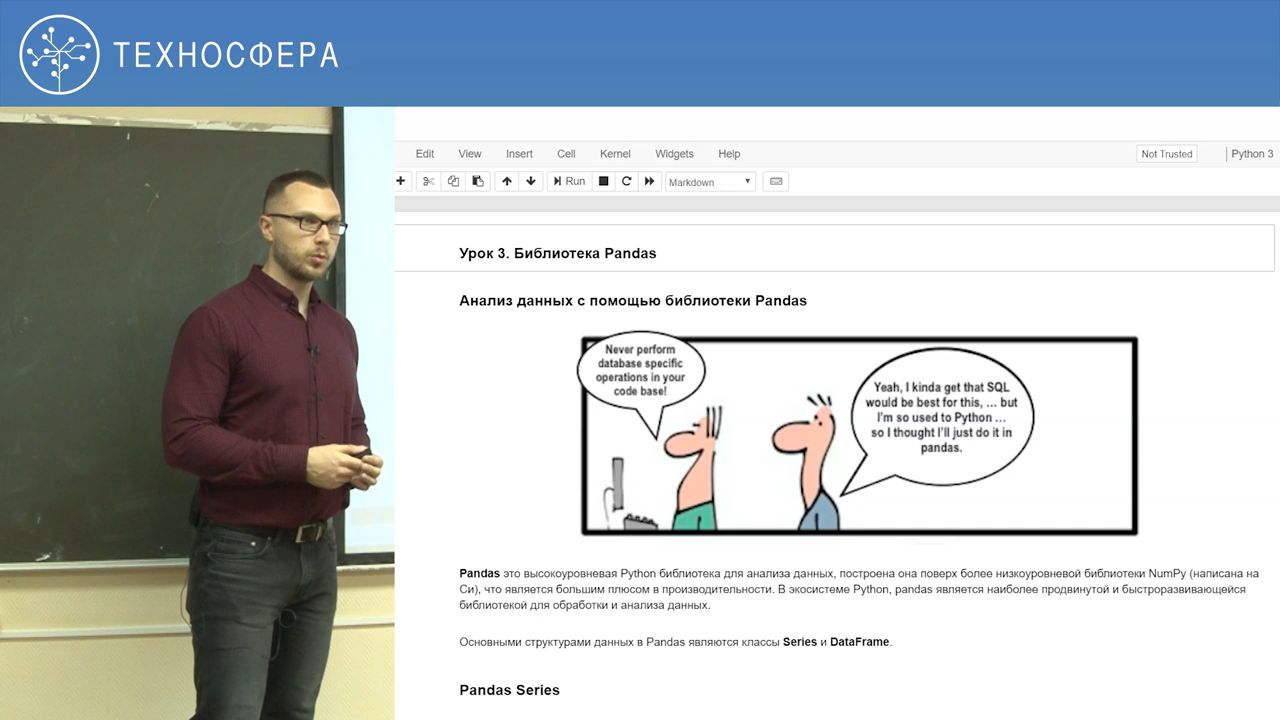 ТЕХНОСФЕРА
Edit View Insert Cell Kernel Widgets Help
Not Trusted
Python 3
Run
Markdown
Урок 3. Библиотека Pandas
Анализ данных с помощью библиотеки Pandas
Never perform
database specific
operations in your
code base!
Yeah, I kinda get that SQL
would be best for this, ... but
I'm so used to Python ...
so I thought I'll just do it in
pandas.
Pandas это высокоуровневая Python библиотека для анализа данных, построена она поверх более низкоуровневой библиотеки NumPy (написана на
Си), что является большим плюсом в производительности. В экосистеме Python, pandas является наиболее продвинутой и быстроразвивающейся
библиотекой для обработки и анализа данных.
Основными структурами данных в Pandas являются классы Series и DataFrame.
Pandas Series